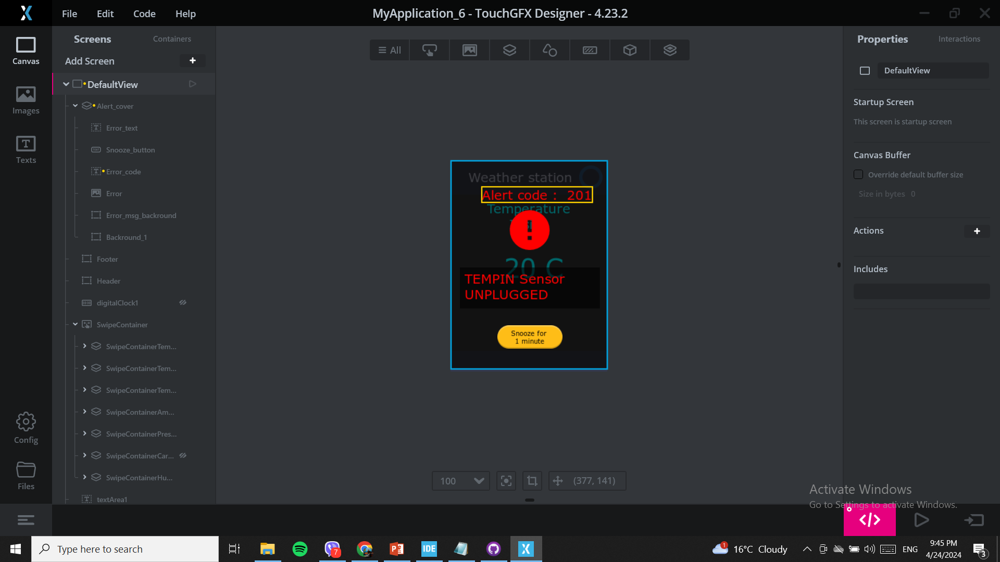 File Edit Code Help
MyApplication_6 - TouchGFX Designer - 4.23.2
Canvas
Images
Texts
Config
Files
Screens Containers
Add Screen +
DefaultView
Alert_cover
Error_text
Snooze_button
Error_code
Error
Error_msg_backround
Backround_1
Footer
Header
digitalClock1
SwipeContainer
SwipeContainerTem...
SwipeContainerTem...
SwipeContainerTem...
SwipeContainerAm...
SwipeContainerPres...
SwipeContainerCar...
SwipeContainerHu...
textArea1
All
Weather station
Alert code : 201
Temperature
!
20 C
TEMPIN Sensor
UNPLUGGED
Snooze for
1 minute
100 (377, 141)
Properties Interactions
DefaultView
Startup Screen
This screen is startup screen
Canvas Buffer
Override default buffer size
Size in bytes 0
Actions +
Includes
Activate Windows
Go to Settings to activate Windows.
</>
Type here to search
7
IDE
X
1
16°C Cloudy
ENG
9:45 PM
4/24/2024
3